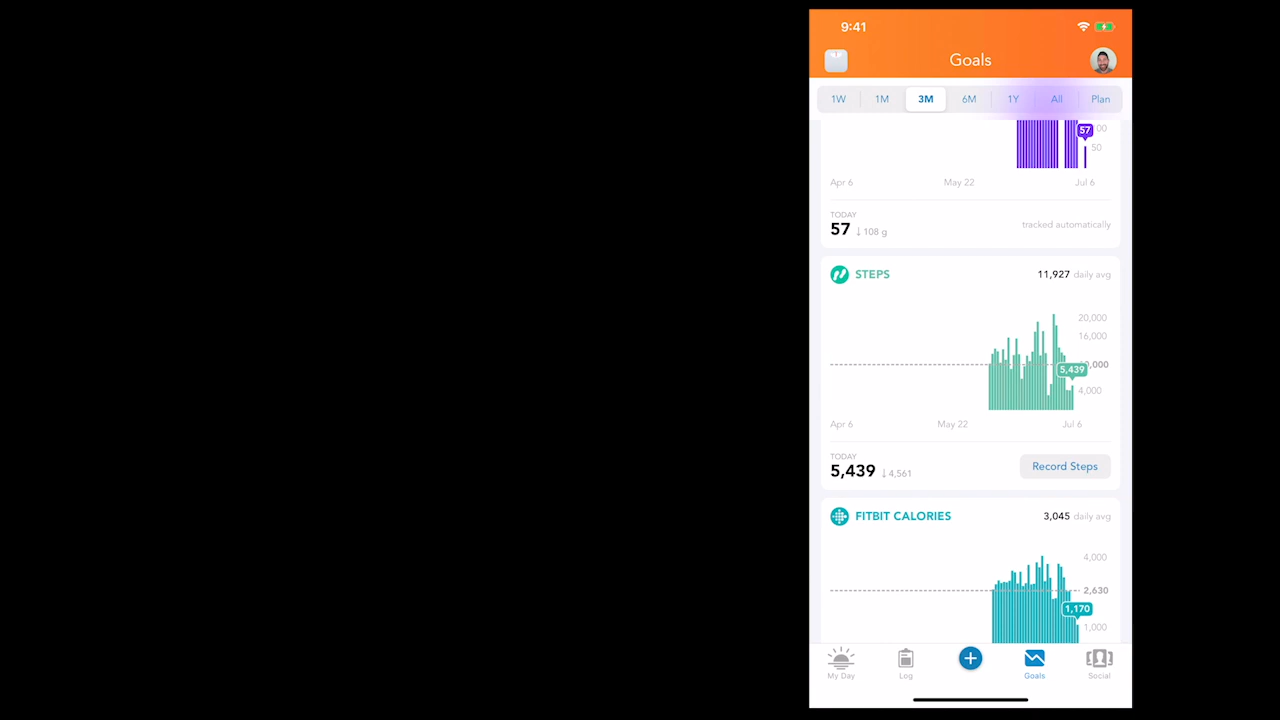 9:41
Goals
1W 1M 3M 6M 1Y All Plan
57
50
Apr 6 May 22 Jul 6
TODAY
57 ↓ 108 g
tracked automatically
STEPS 11,927 daily avg
20,000
16,000
5,439
4,000
Apr 6 May 22 Jul 6
TODAY
5,439 ↓ 4,561
Record Steps
FITBIT CALORIES 3,045 daily avg
4,000
2,630
1,170
1,000
My Day Log Goals Social